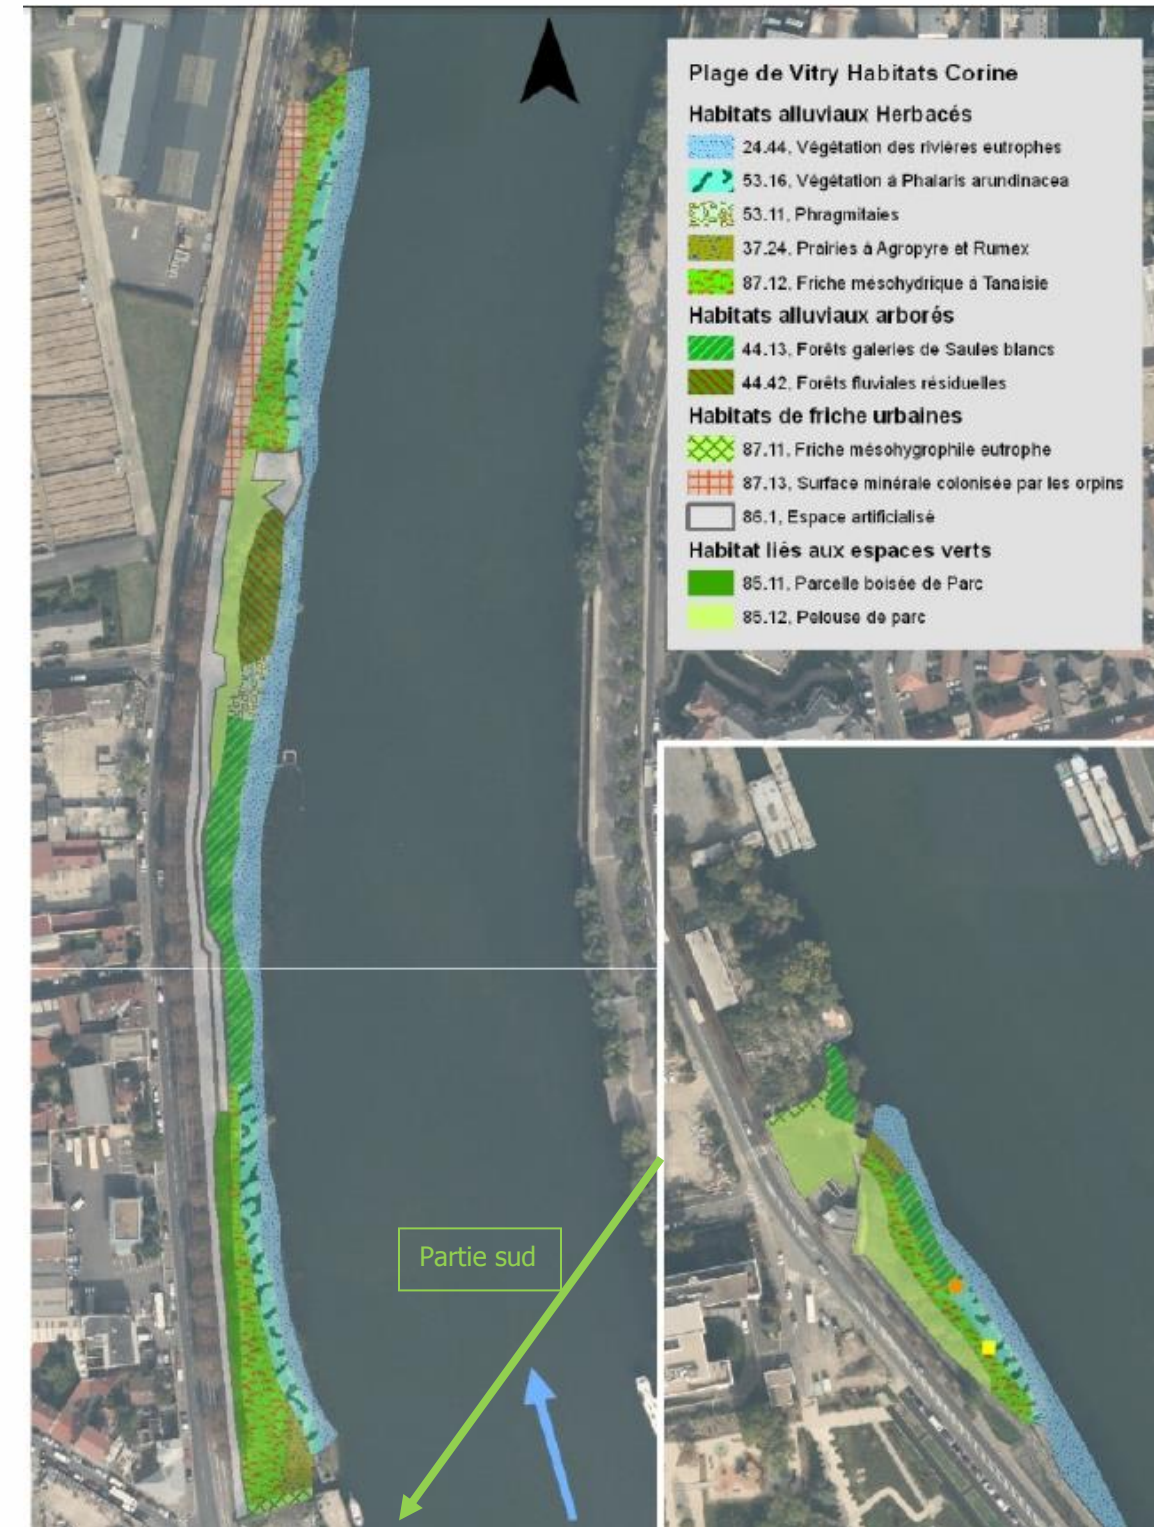 Plage de Vitry Habitats Corine
Habitats alluviaux Herbacés
24.44, Végétation des rivières eutrophes
53.16, Végétation à Phalaris arundinacea
53.11, Phragmitaies
37.24, Prairies à Agropyre et Rumex
87.12, Friche mésohydrique à Tanaisie
Habitats alluviaux arborés
44.13, Forêts galeries de Saules blancs
44.42, Forêts fluviales résiduelles
Habitats de friche urbaines
87.11, Friche mésohygrophile eutrophe
87.13, Surface minérale colonisée par les orpins
86.1, Espace artificialisé
Habitat liés aux espaces verts
85.11, Parcelle boisée de Parc
85.12, Pelouse de parc
Partie sud